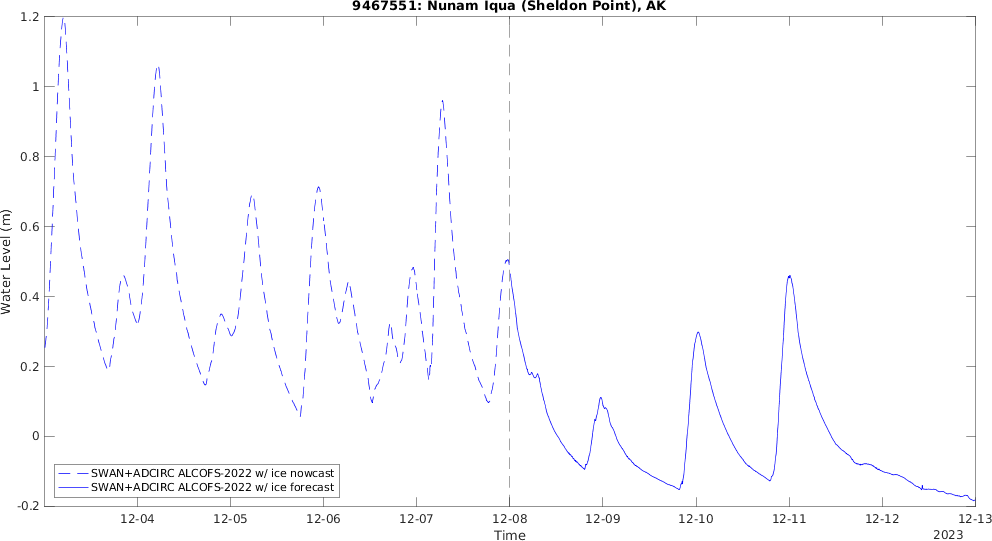 9467551: Nunam Iqua (Sheldon Point), AK
Water Level (m)
1.2
1
0.8
0.6
0.4
0.2
0
-0.2
SWAN+ADCIRC ALCOFS-2022 w/ ice nowcast
SWAN+ADCIRC ALCOFS-2022 w/ ice forecast
12-04 12-05 12-06 12-07 12-08 12-09 12-10 12-11 12-12 12-13
Time
2023